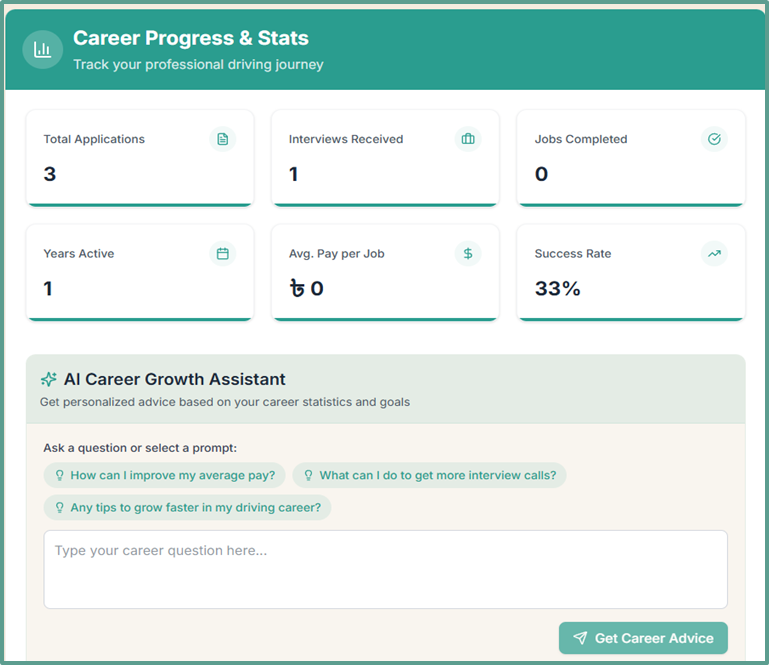 Career Progress & Stats
Track your professional driving journey
Total Applications
3
Interviews Received
1
Jobs Completed
0
Years Active
1
Avg. Pay per Job
$
৳ 0
Success Rate
33%
AI Career Growth Assistant
Get personalized advice based on your career statistics and goals
Ask a question or select a prompt:
How can I improve my average pay?
What can I do to get more interview calls?
Any tips to grow faster in my driving career?
Type your career question here...
Get Career Advice